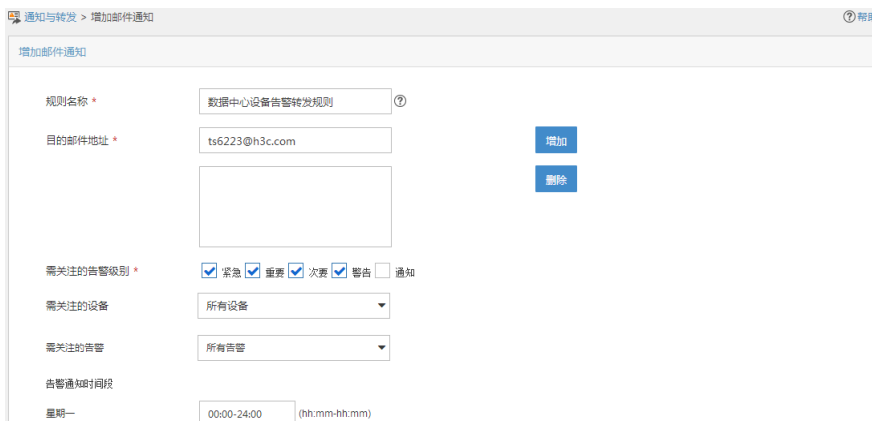 通知与转发 > 增加邮件通知
帮助
增加邮件通知
规则名称 * 数据中心设备告警转发规则
目的邮件地址 * ts6223@h3c.com 增加
删除
需关注的告警级别 * 紧急 重要 次要 警告 通知
需关注的设备 所有设备
需关注的告警 所有告警
告警通知时间段
星期一 00:00-24:00 (hh:mm-hh:mm)